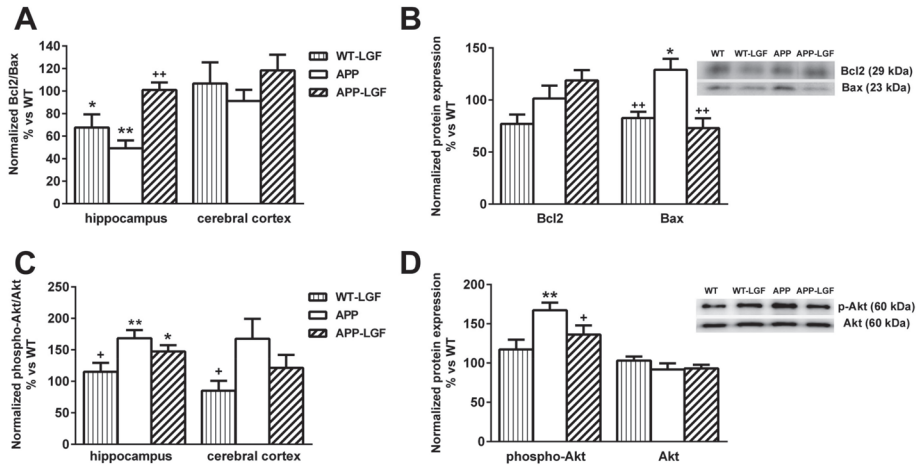 A
Normalized Bcl2/Bax
% vs WT
140
120
100
80
60
40
20
*
**
++
hippocampus
cerebral cortex
WT-LGF
APP
APP-LGF
B
Normalized protein expression
% vs WT
150
100
50
0
++
*
++
Bcl2
Bax
WT WT-LGF APP APP-LGF
Bcl2 (29 kDa)
Bax (23 kDa)
C
Normalized phospho-Akt/Akt
% vs WT
250
200
150
100
50
0
+
**
*
+
hippocampus
cerebral cortex
WT-LGF
APP
APP-LGF
D
Normalized protein expression
% vs WT
200
150
100
50
0
**
+
phospho-Akt
Akt
WT WT-LGF APP APP-LGF
p-Akt (60 kDa)
Akt (60 kDa)